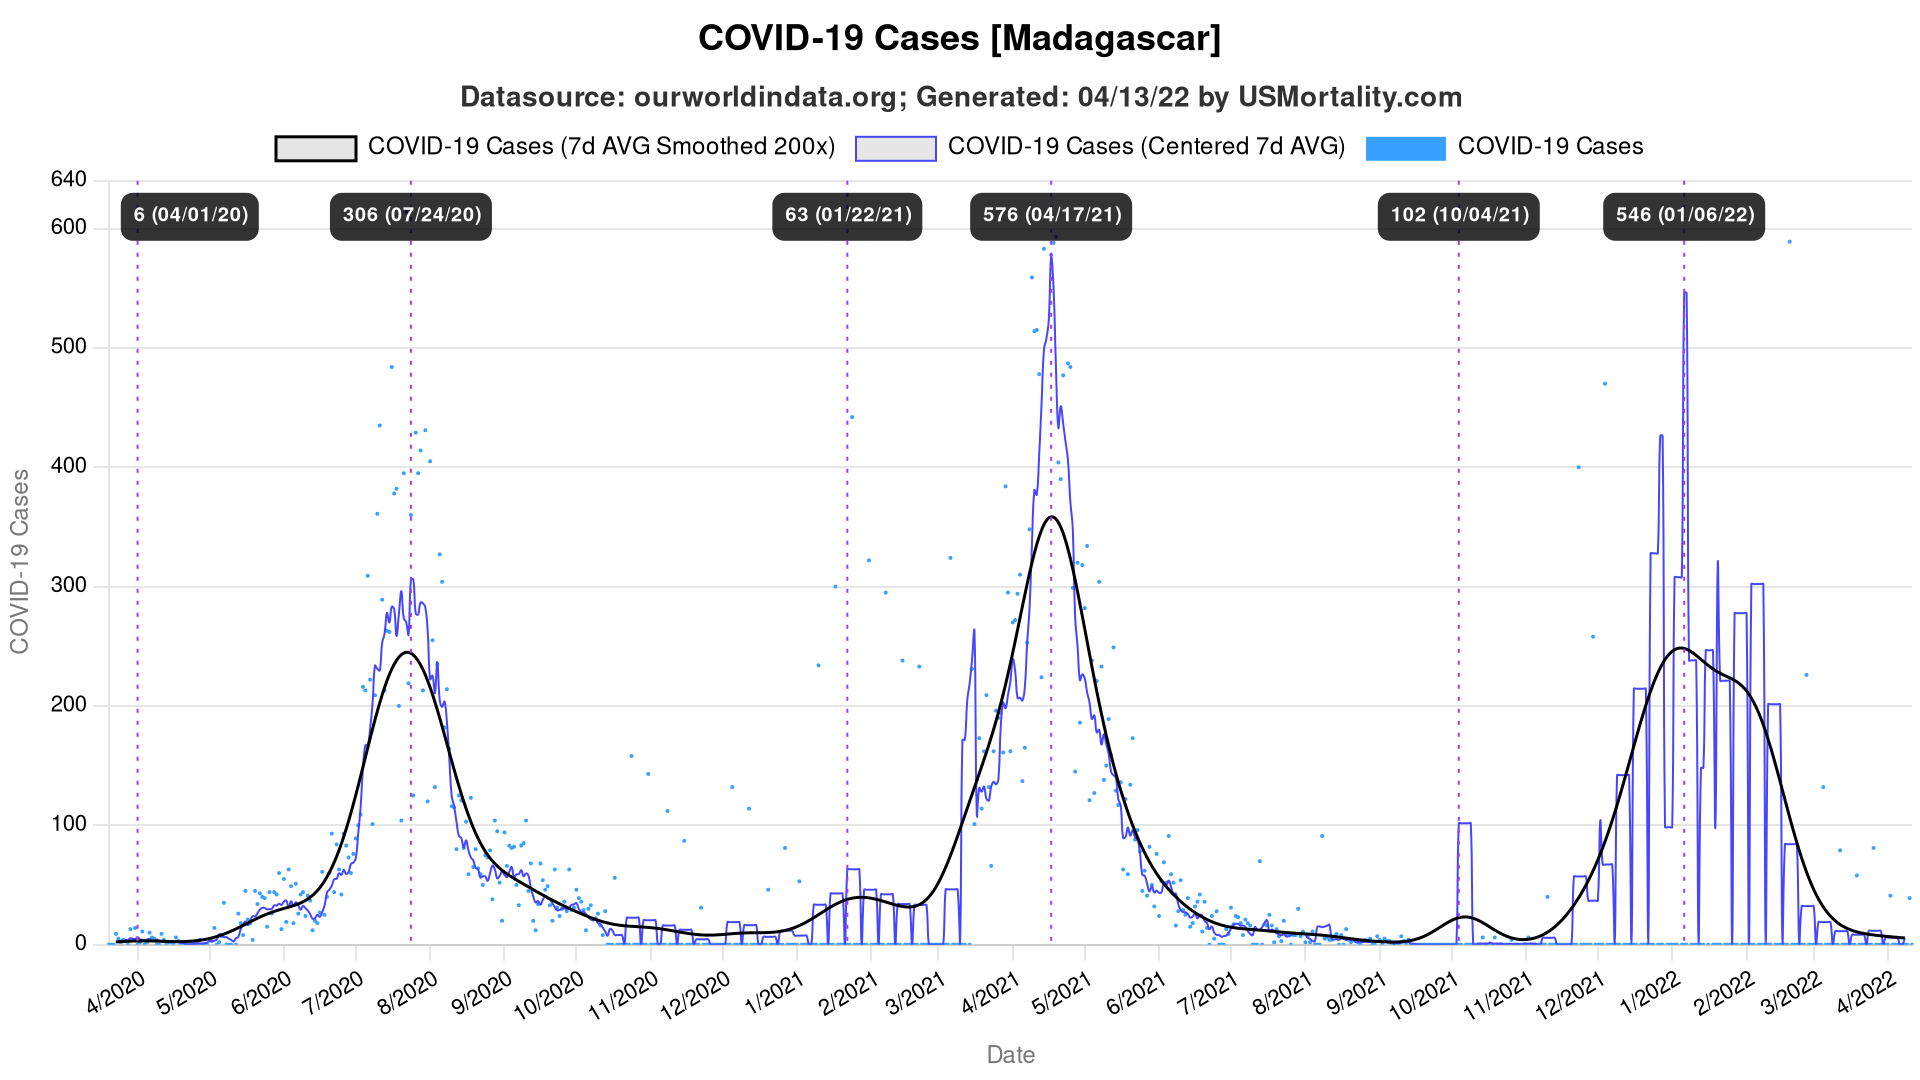 COVID-19 Cases [Madagascar]
Datasource: ourworldindata.org; Generated: 04/13/22 by USMortality.com
COVID-19 Cases (7d AVG Smoothed 200x) COVID-19 Cases (Centered 7d AVG) COVID-19 Cases
640
6 (04/01/20) 306 (07/24/20) 63 (01/22/21) 576 (04/17/21) 102 (10/04/21) 546 (01/06/22)
600
500
400
300
200
100
0
COVID-19 Cases
4/2020 5/2020 6/2020 7/2020 8/2020 9/2020 10/2020 11/2020 12/2020 1/2021 2/2021 3/2021 4/2021 5/2021 6/2021 7/2021 8/2021 9/2021 10/2021 11/2021 12/2021 1/2022 2/2022 3/2022 4/2022
Date